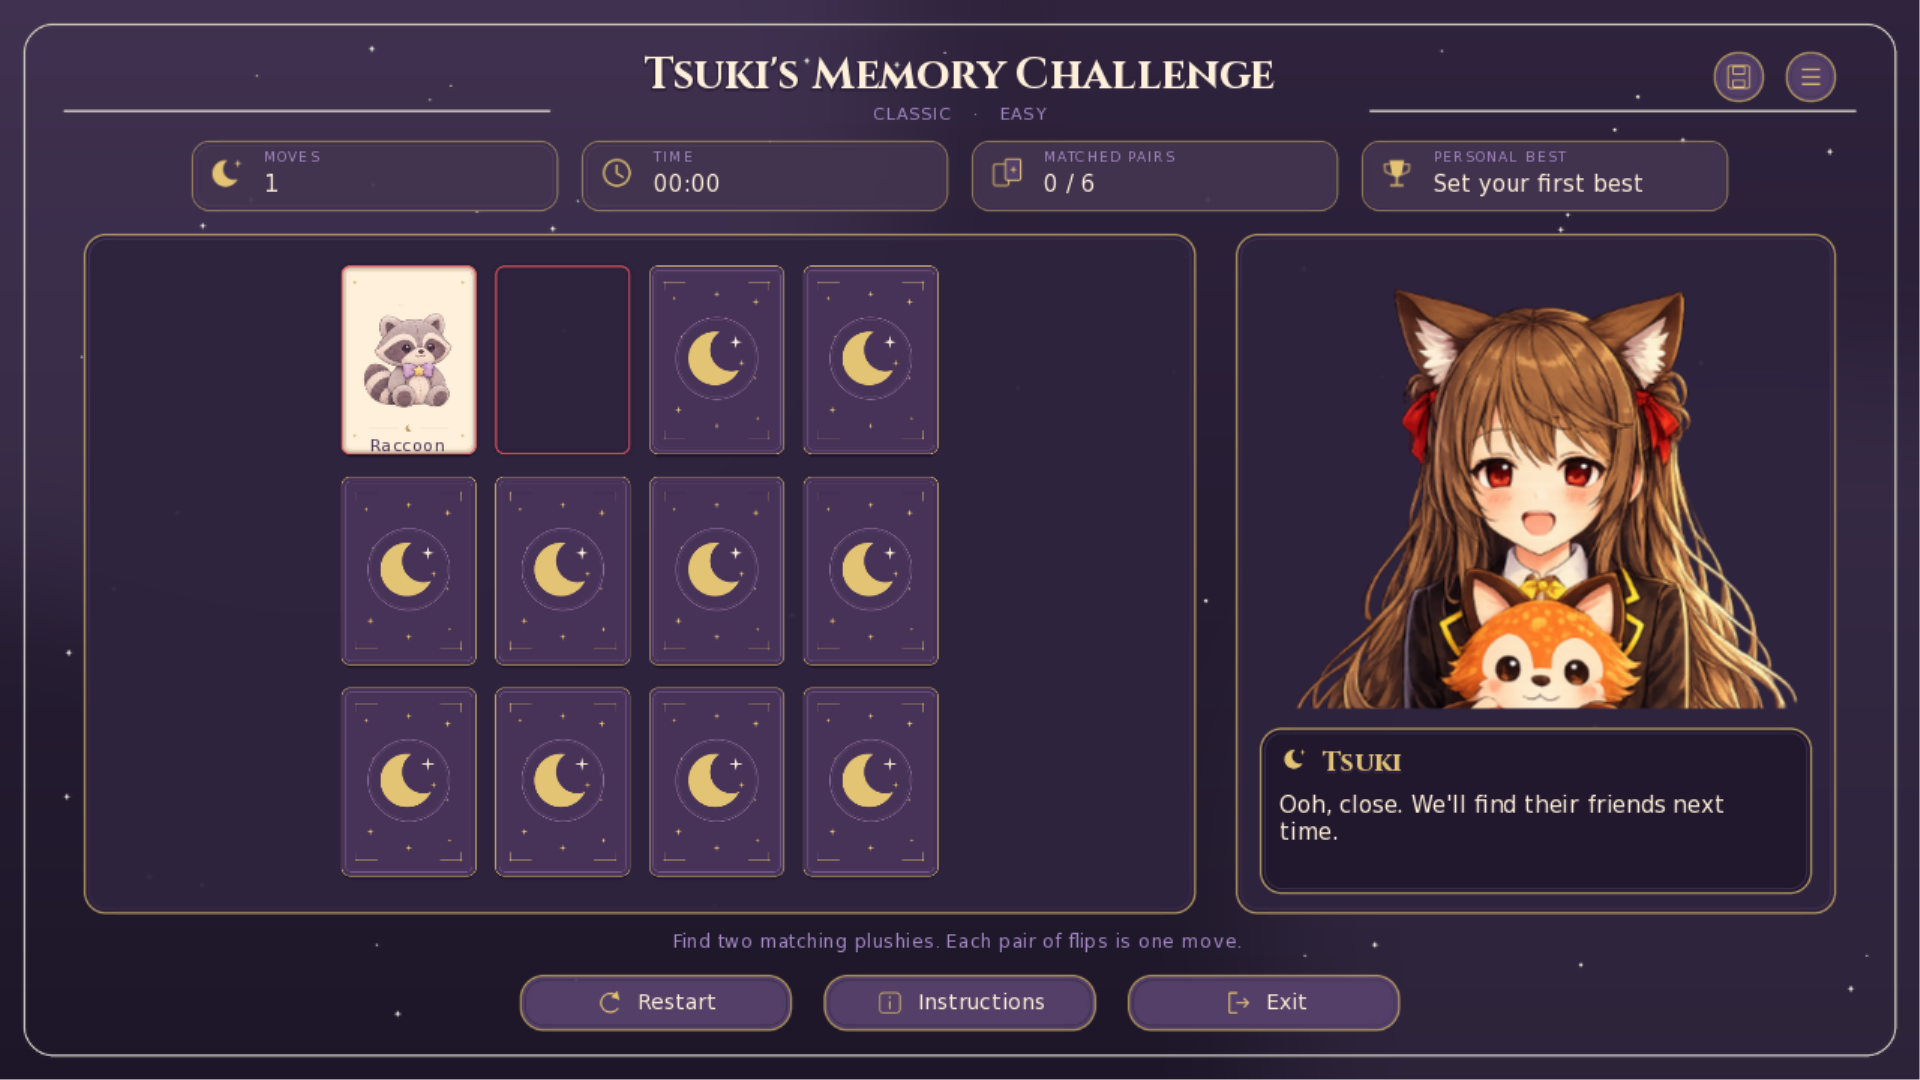 Tsuki's Memory Challenge
CLASSIC · EASY
MOVES
1
TIME
00:00
MATCHED PAIRS
0 / 6
PERSONAL BEST
Set your first best
Raccoon
Tsuki
Ooh, close. We'll find their friends next
time.
Find two matching plushies. Each pair of flips is one move.
Restart
Instructions
Exit